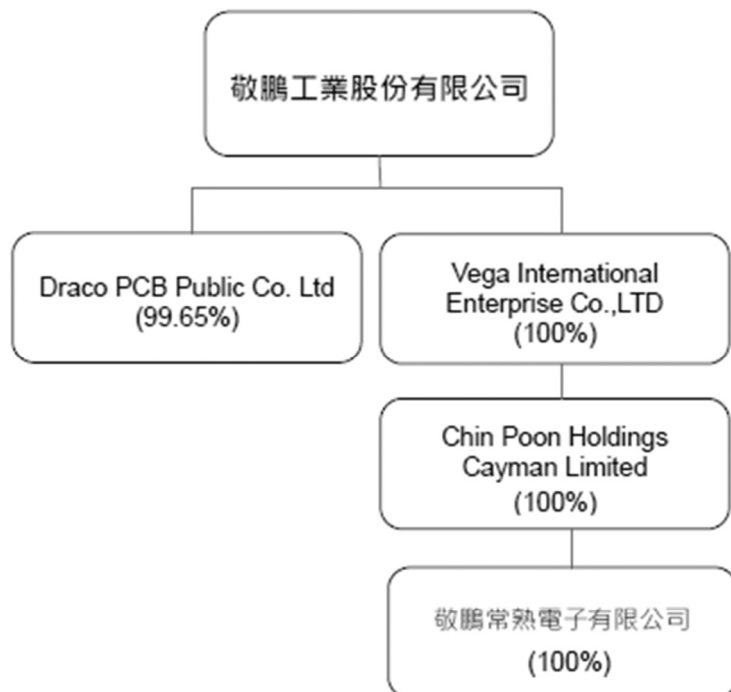 敬鵬工業股份有限公司
Draco PCB Public Co. Ltd
(99.65%)
Vega International
Enterprise Co.,LTD
(100%)
Chin Poon Holdings
Cayman Limited
(100%)
敬鵬常熟電子有限公司
(100%)